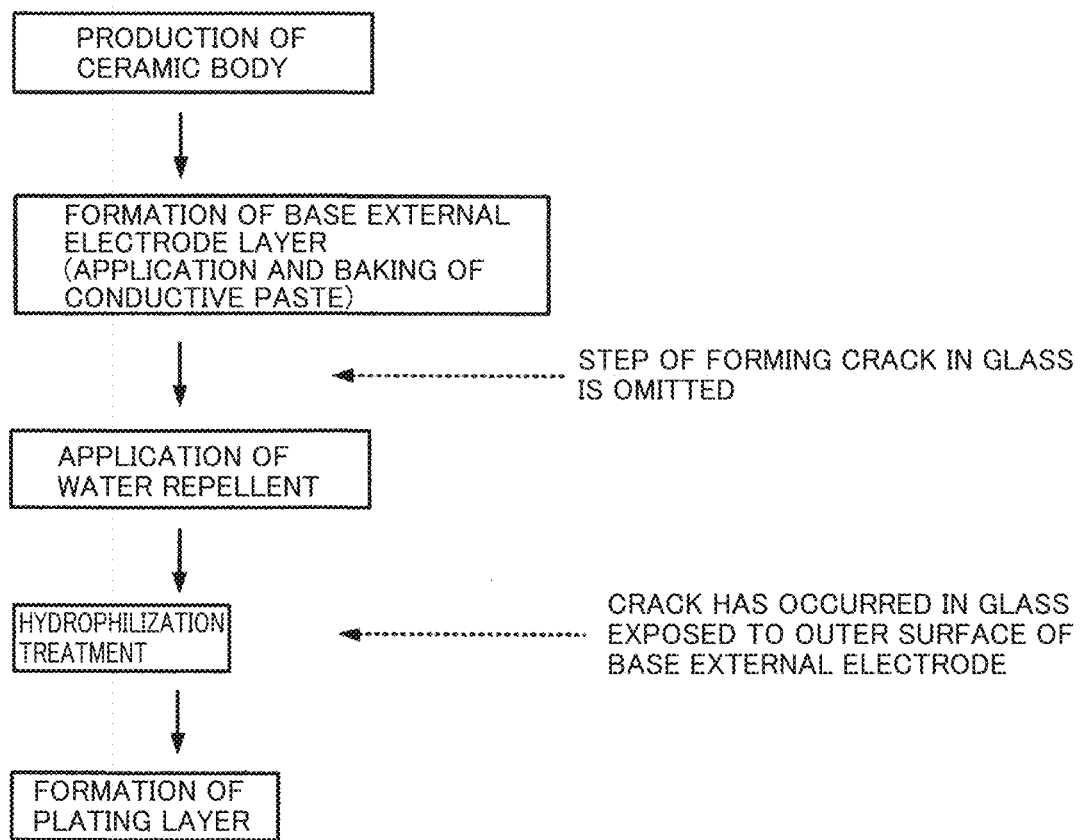 PRODUCTION OF
CERAMIC BODY
FORMATION OF BASE EXTERNAL
ELECTRODE LAYER
(APPLICATION AND BAKING OF
CONDUCTIVE PASTE)
STEP OF FORMING CRACK IN GLASS
IS OMITTED
APPLICATION OF
WATER REPELLENT
HYDROPHILIZATION
TREATMENT
CRACK HAS OCCURRED IN GLASS
EXPOSED TO OUTER SURFACE OF
BASE EXTERNAL ELECTRODE
FORMATION OF
PLATING LAYER